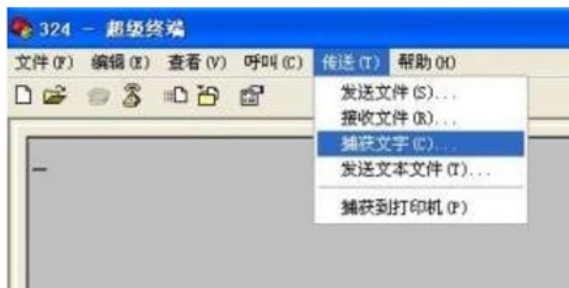 324 - 超级终端
文件(F) 编辑(E) 查看(V) 呼叫(C) 传送(T) 帮助(H)
发送文件(S)...
接收文件(R)...
捕获文字(C)...
发送文本文件(T)...
捕获到打印机(P)